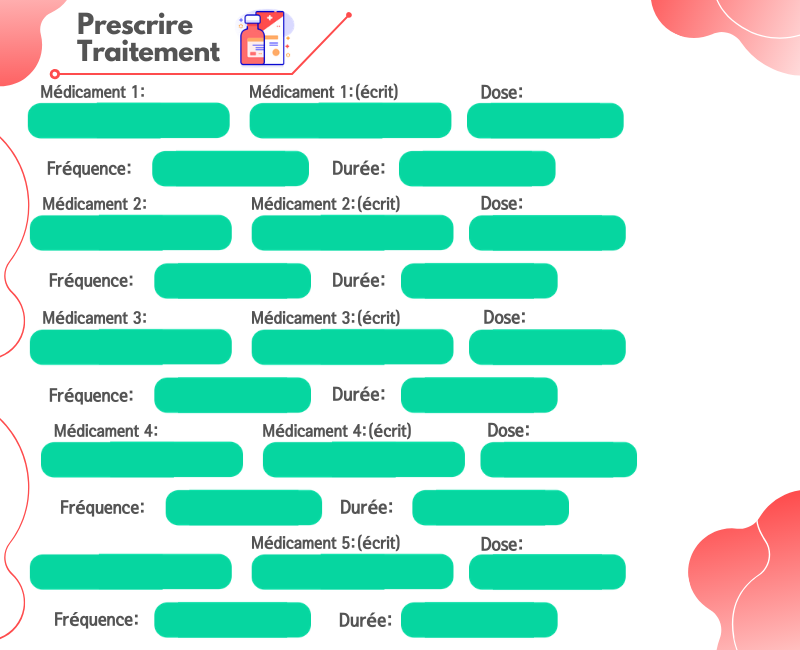 Prescrire
Traitement
Médicament 1: Médicament 1:(écrit) Dose:
Fréquence: Durée:
Médicament 2: Médicament 2:(écrit) Dose:
Fréquence: Durée:
Médicament 3: Médicament 3:(écrit) Dose:
Fréquence: Durée:
Médicament 4: Médicament 4:(écrit) Dose:
Fréquence: Durée:
Médicament 5:(écrit) Dose:
Fréquence: Durée: